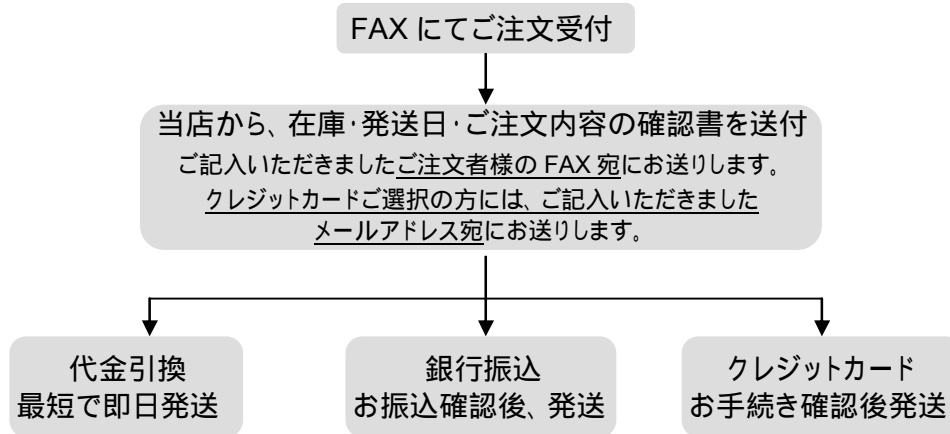 FAX にてご注文受付
当店から、在庫・発送日・ご注文内容の確認書を送付
ご記入いただきましたご注文者様の FAX 宛にお送りします。
クレジットカードご選択の方には、ご記入いただきました
メールアドレス宛にお送りします。
代金引換
最短で即日発送
銀行振込
お振込確認後、発送
クレジットカード
お手続き確認後発送